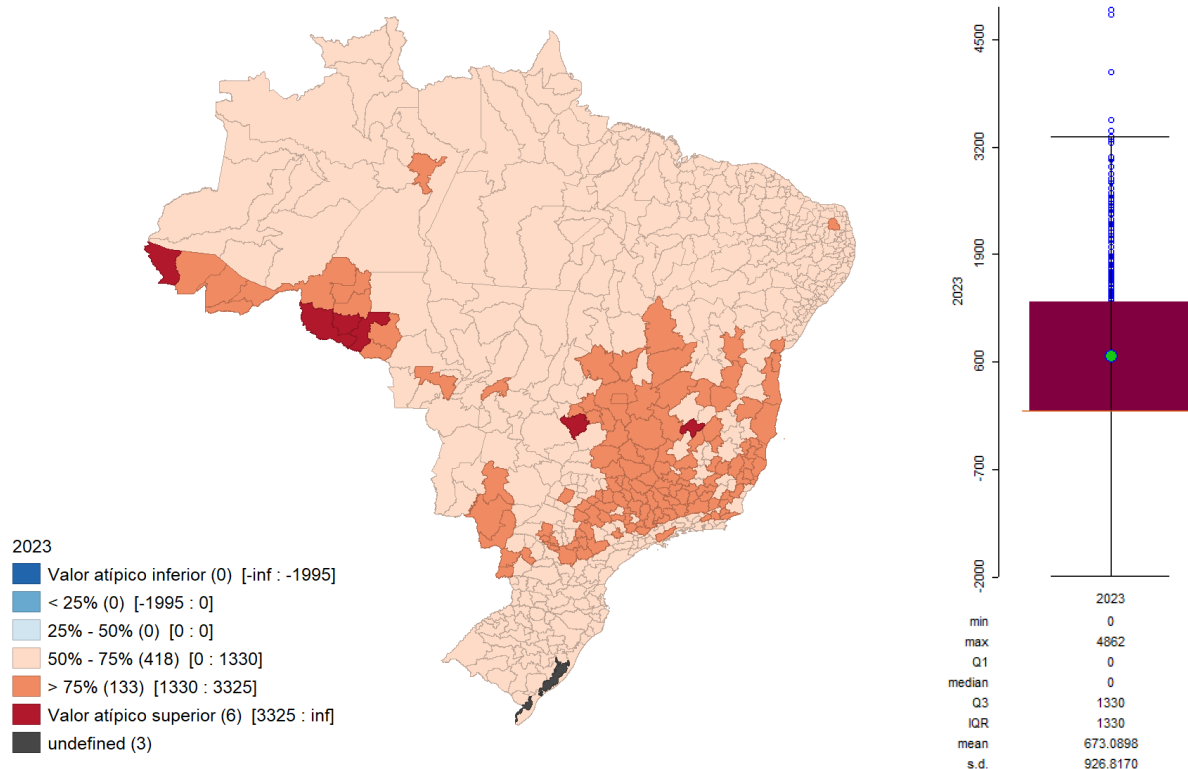 2023
Valor atípico inferior (0) [-inf : -1995]
< 25% (0) [-1995 : 0]
25% - 50% (0) [0 : 0]
50% - 75% (418) [0 : 1330]
> 75% (133) [1330 : 3325]
Valor atípico superior (6) [3325 : inf]
undefined (3)
4500
3200
1900
600
-700
-2000
2023
2023
min 0
max 4862
Q1 0
median 0
Q3 1330
IQR 1330
mean 673.0898
s.d. 926.8170